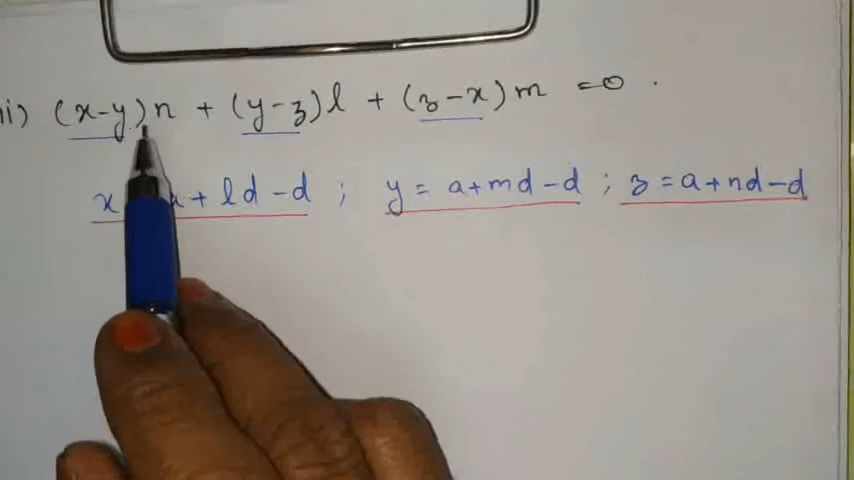 ii) (x-y)n + (y-z)l + (z-x)m =0 .
x + ld - d ; y = a+md-d ; z = a+nd-d